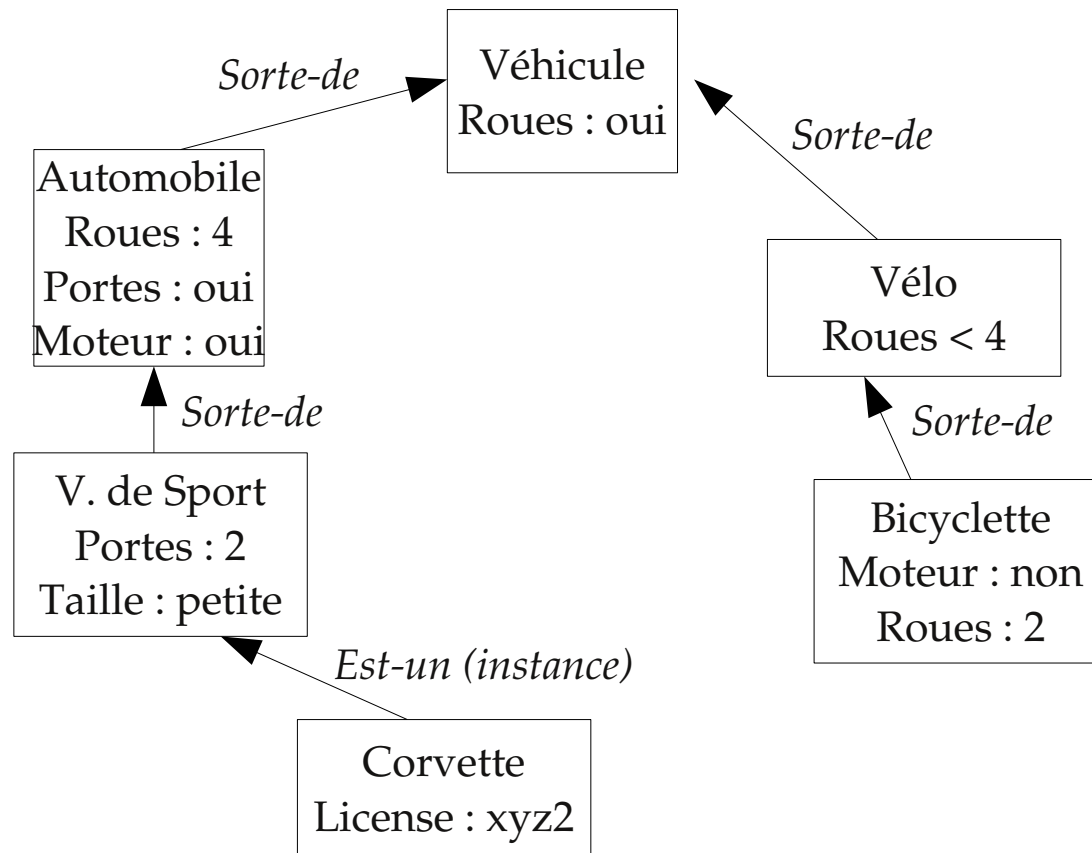 Véhicule
Roues : oui
Sorte-de
Sorte-de
Automobile
Roues : 4
Portes : oui
Moteur : oui
Vélo
Roues < 4
Sorte-de
Sorte-de
V. de Sport
Portes : 2
Taille : petite
Bicyclette
Moteur : non
Roues : 2
Est-un (instance)
Corvette
License : xyz2